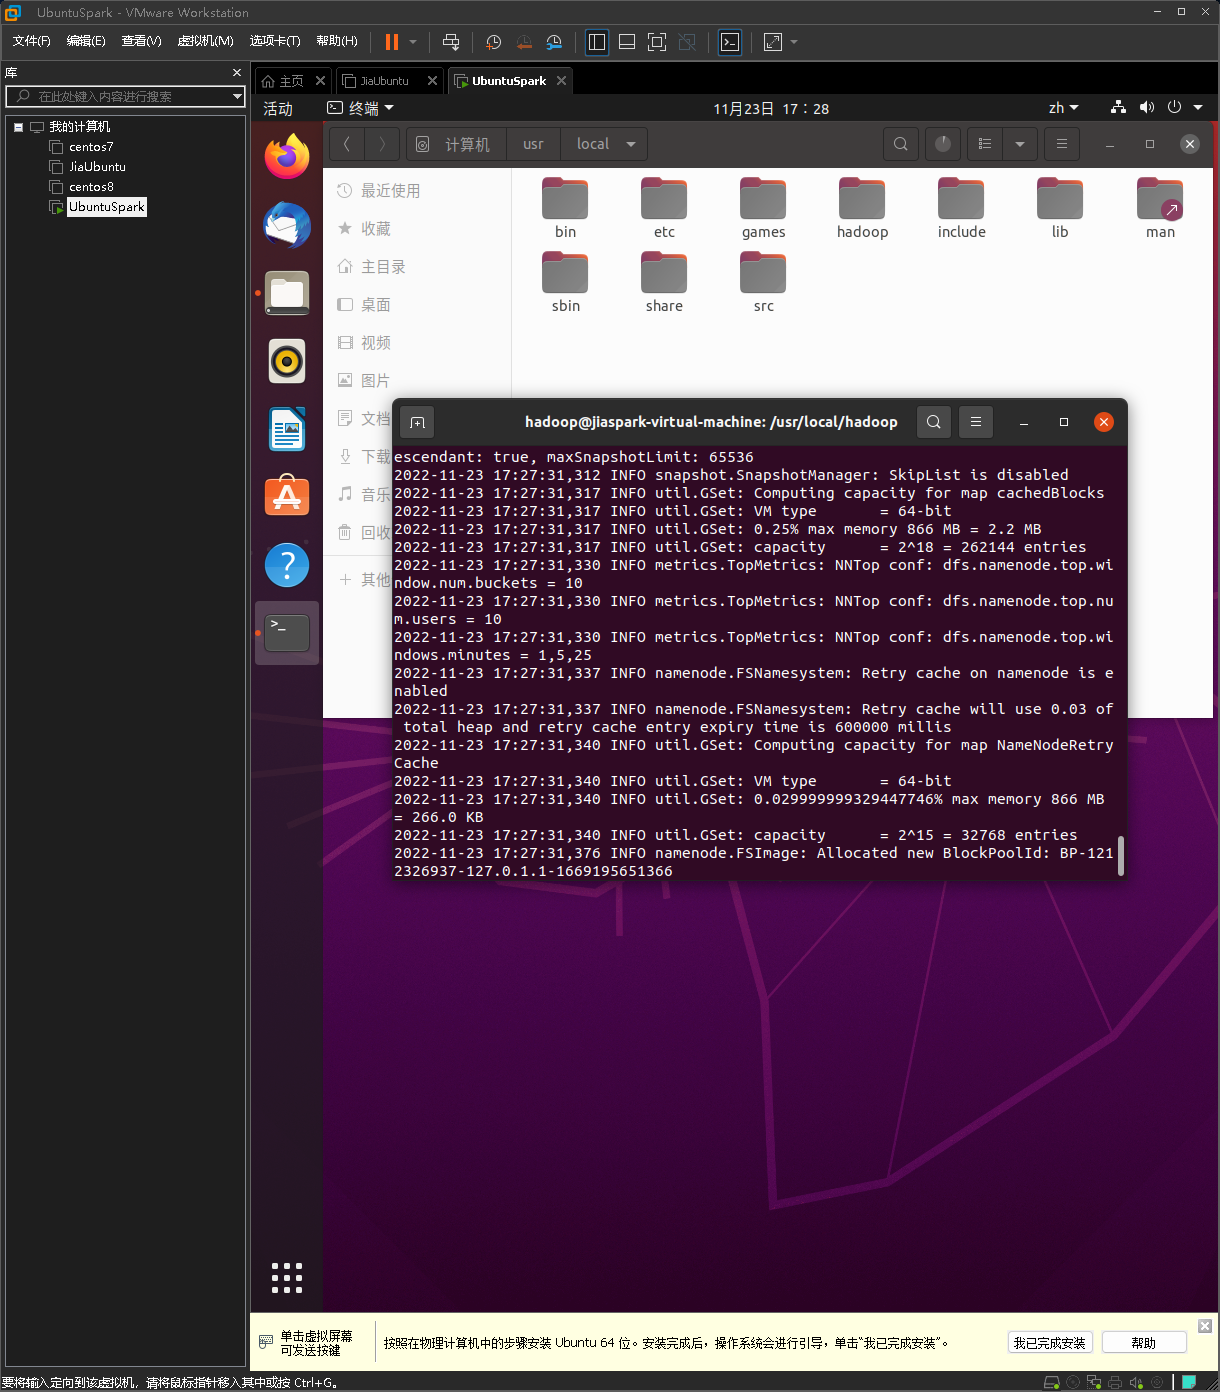 UbuntuSpark - VMware Workstation
文件(F) 编辑(E) 查看(V) 虚拟机(M) 选项卡(T) 帮助(H)
库
在此处键入内容进行搜索
我的计算机
centos7
JiaUbuntu
centos8
UbuntuSpark
主页 JiaUbuntu UbuntuSpark
活动 终端 11月23日 17：28 zh
计算机 usr local
最近使用
收藏
主目录
桌面
视频
图片
文档
下载
音乐
回收
其他
bin etc games hadoop include lib man
sbin share src
hadoop@jiaspark-virtual-machine: /usr/local/hadoop
escendant: true, maxSnapshotLimit: 65536
2022-11-23 17:27:31,312 INFO snapshot.SnapshotManager: SkipList is disabled
2022-11-23 17:27:31,317 INFO util.GSet: Computing capacity for map cachedBlocks
2022-11-23 17:27:31,317 INFO util.GSet: VM type       = 64-bit
2022-11-23 17:27:31,317 INFO util.GSet: 0.25% max memory 866 MB = 2.2 MB
2022-11-23 17:27:31,317 INFO util.GSet: capacity      = 2^18 = 262144 entries
2022-11-23 17:27:31,330 INFO metrics.TopMetrics: NNTop conf: dfs.namenode.top.wi
ndow.num.buckets = 10
2022-11-23 17:27:31,330 INFO metrics.TopMetrics: NNTop conf: dfs.namenode.top.nu
m.users = 10
2022-11-23 17:27:31,330 INFO metrics.TopMetrics: NNTop conf: dfs.namenode.top.wi
ndows.minutes = 1,5,25
2022-11-23 17:27:31,337 INFO namenode.FSNamesystem: Retry cache on namenode is e
nabled
2022-11-23 17:27:31,337 INFO namenode.FSNamesystem: Retry cache will use 0.03 of
 total heap and retry cache entry expiry time is 600000 millis
2022-11-23 17:27:31,340 INFO util.GSet: Computing capacity for map NameNodeRetry
Cache
2022-11-23 17:27:31,340 INFO util.GSet: VM type       = 64-bit
2022-11-23 17:27:31,340 INFO util.GSet: 0.029999999329447746% max memory 866 MB
= 266.0 KB
2022-11-23 17:27:31,340 INFO util.GSet: capacity      = 2^15 = 32768 entries
2022-11-23 17:27:31,376 INFO namenode.FSImage: Allocated new BlockPoolId: BP-121
2326937-127.0.1.1-1669195651366
单击虚拟屏幕
可发送按键
按照在物理计算机中的步骤安装 Ubuntu 64 位。安装完成后，操作系统会进行引导，单击“我已完成安装”。
我已完成安装 帮助
要将输入定向到该虚拟机，请将鼠标指针移入其中或按 Ctrl+G。